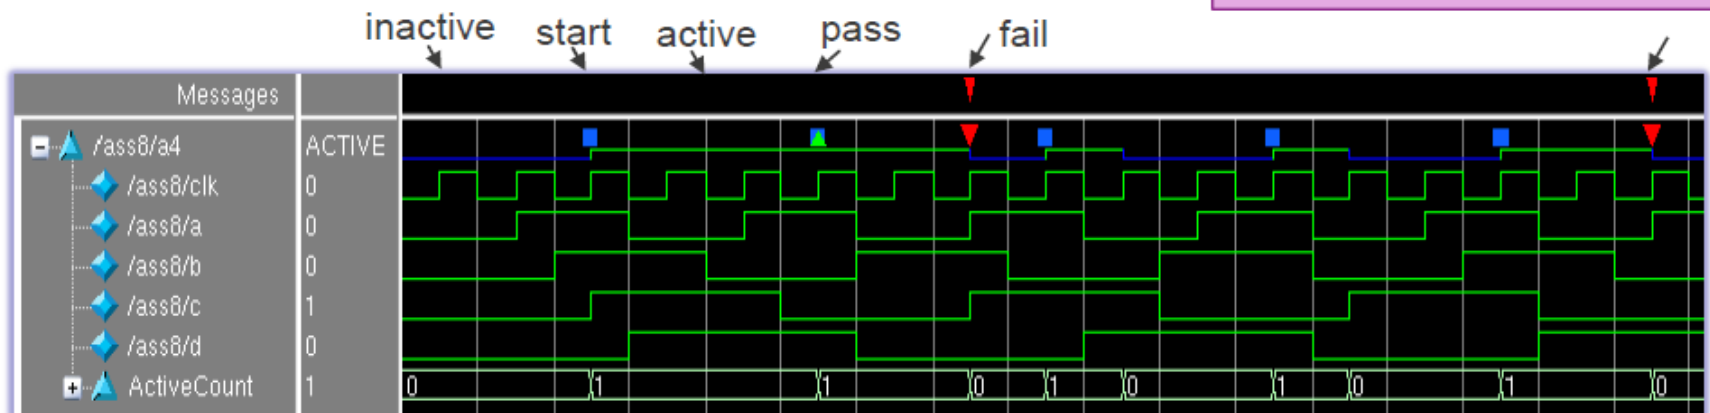 inactive start active pass fail
Messages
/ass8/a4 ACTIVE
/ass8/clk 0
/ass8/a 0
/ass8/b 0
/ass8/c 1
/ass8/d 0
ActiveCount 1 0 1 1 0 1 0 1 0 1 0